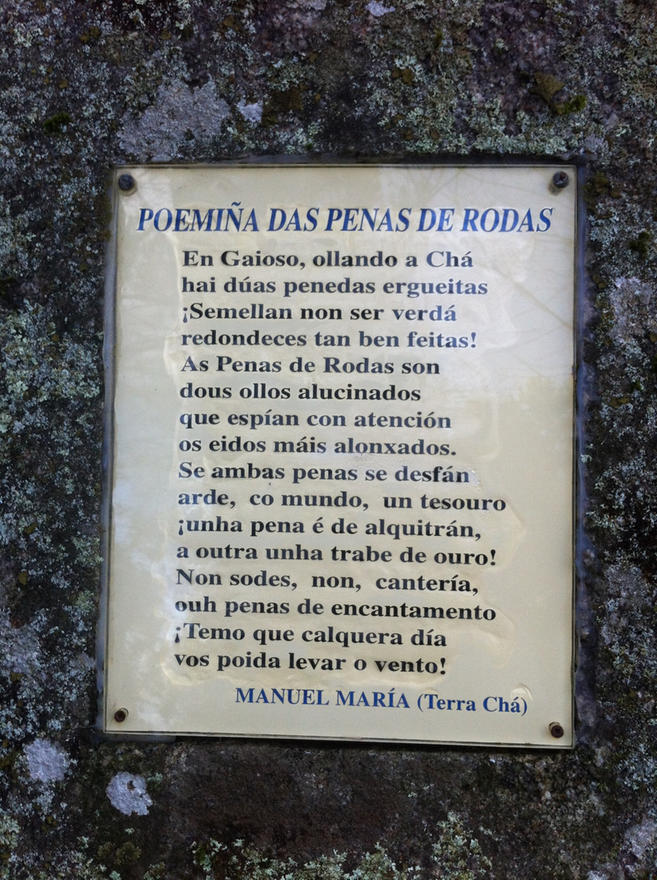 POEMIÑA DAS PENAS DE RODAS
En Gaioso, ollando a Chá
hai dúas penedas ergueitas
¡Semellan non ser verdá
redondeces tan ben feitas!
As Penas de Rodas son
dous ollos alucinados
que espían con atención
os eidos máis alonxados.
Se ambas penas se desfán
arde, co mundo, un tesouro
¡unha pena é de alquitrán,
a outra unha trabe de ouro!
Non sodes, non, cantería,
ouh penas de encantamento
¡Temo que calquera día
vos poida levar o vento!
MANUEL MARÍA (Terra Chá)